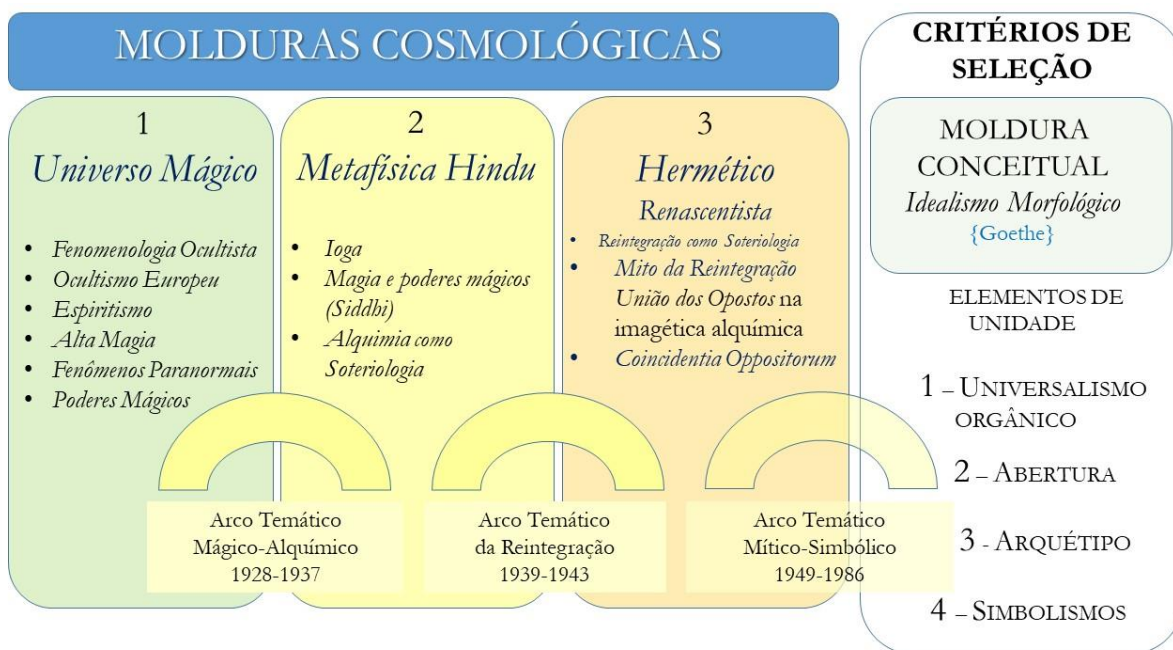 MOLDURAS COSMOLÓGICAS
1
Universo Mágico
• Fenomenologia Ocultista
• Ocultismo Europeu
• Espiritismo
• Alta Magia
• Fenômenos Paranormais
• Poderes Mágicos
2
Metafísica Hindu
• Ioga
• Magia e poderes mágicos
(Siddhi)
• Alquimia como
Soteriologia
3
Hermético
Renascentista
• Reintegração como Soteriologia
• Mito da Reintegração
União dos Opostos na
imagética alquímica
• Coincidentia Oppositorum
Arco Temático
Mágico-Alquímico
1928-1937
Arco Temático
da Reintegração
1939-1943
Arco Temático
Mítico-Simbólico
1949-1986
CRITÉRIOS DE
SELEÇÃO
MOLDURA
CONCEITUAL
Idealismo Morfológico
{Goethe}
ELEMENTOS DE
UNIDADE
1 – UNIVERSALISMO
ORGÂNICO
2 – ABERTURA
3 - ARQUÉTIPO
4 – SIMBOLISMOS